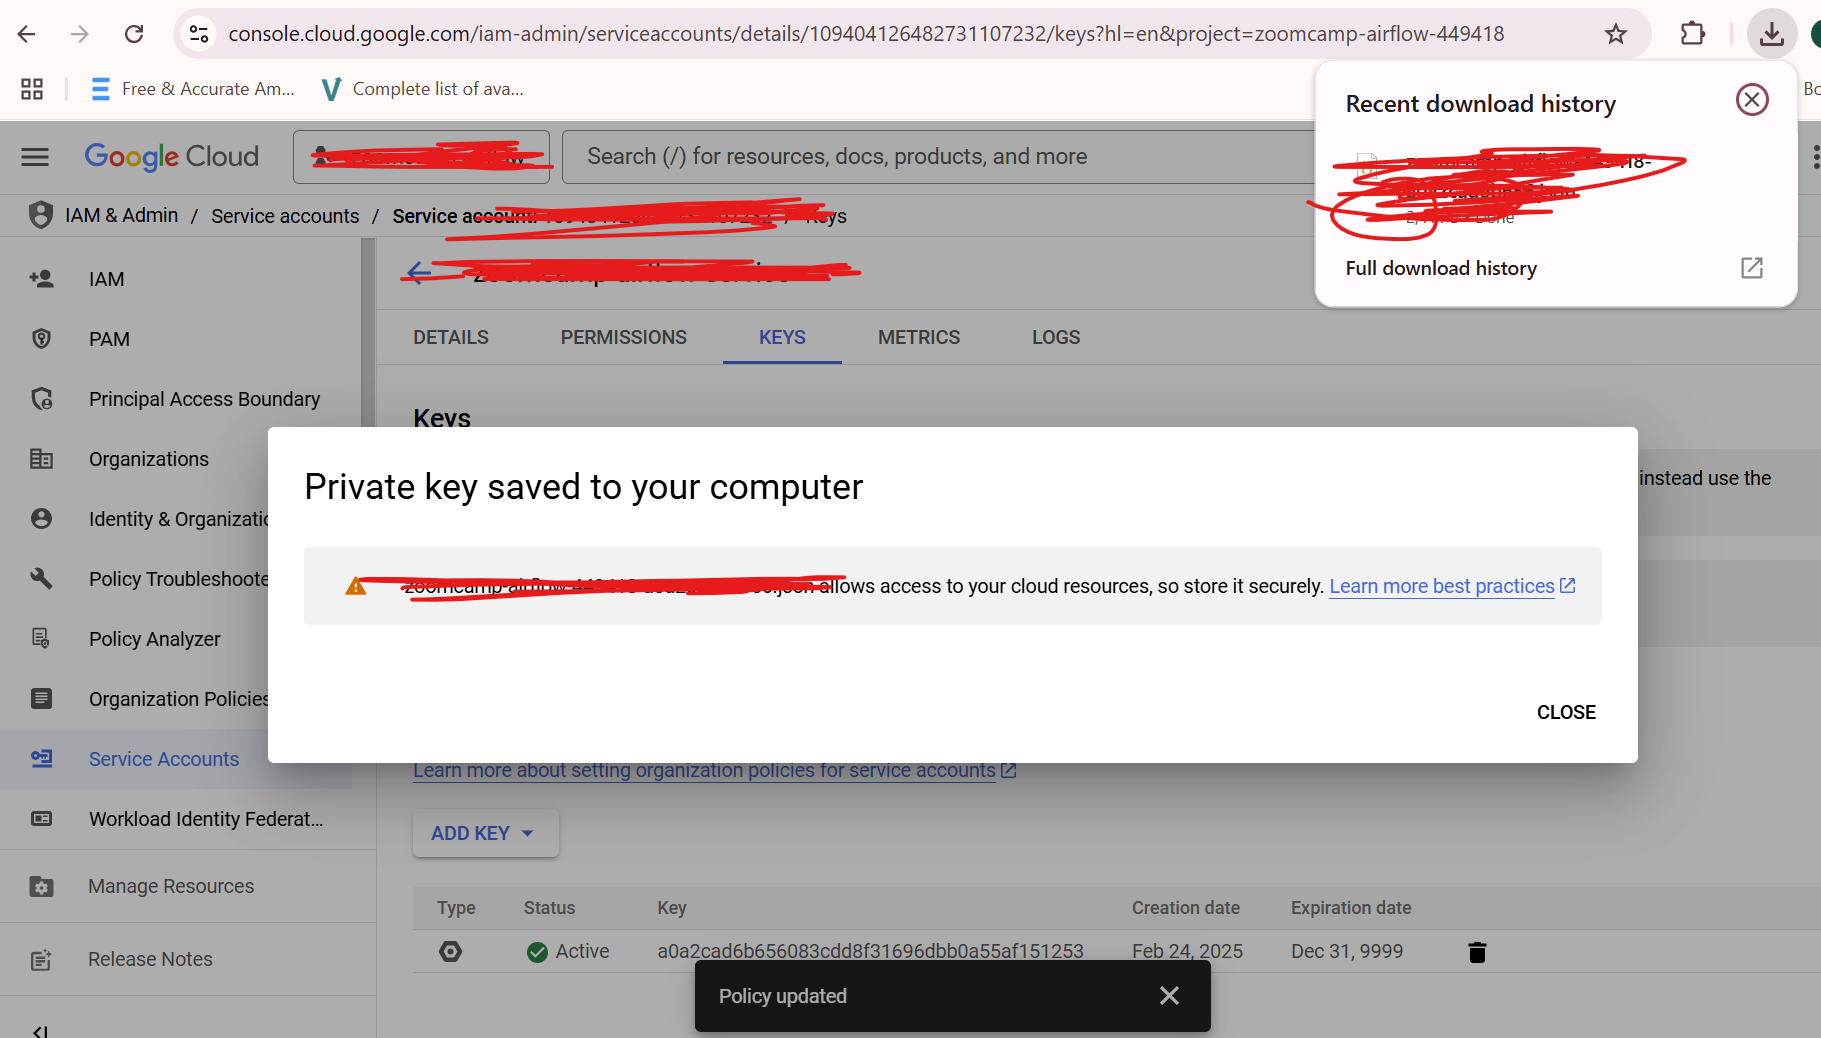 console.cloud.google.com/iam-admin/serviceaccounts/details/109404126482731107232/keys?hl=en&project=zoomcamp-airflow-449418
Free & Accurate Am...
Complete list of ava...
Bo
Recent download history
Full download history
Google Cloud
Search (/) for resources, docs, products, and more
IAM & Admin / Service accounts / Service account: / Keys
IAM
PAM
Principal Access Boundary
Organizations
Identity & Organizatio
Policy Troubleshoote
Policy Analyzer
Organization Policies
Service Accounts
Workload Identity Federat...
Manage Resources
Release Notes
DETAILS
PERMISSIONS
KEYS
METRICS
LOGS
Keys
instead use the
Private key saved to your computer
allows access to your cloud resources, so store it securely. Learn more best practices
CLOSE
Learn more about setting organization policies for service accounts
ADD KEY
Type Status Key Creation date Expiration date
Active a0a2cad6b656083cdd8f31696dbb0a55af151253 Feb 24, 2025 Dec 31, 9999
Policy updated